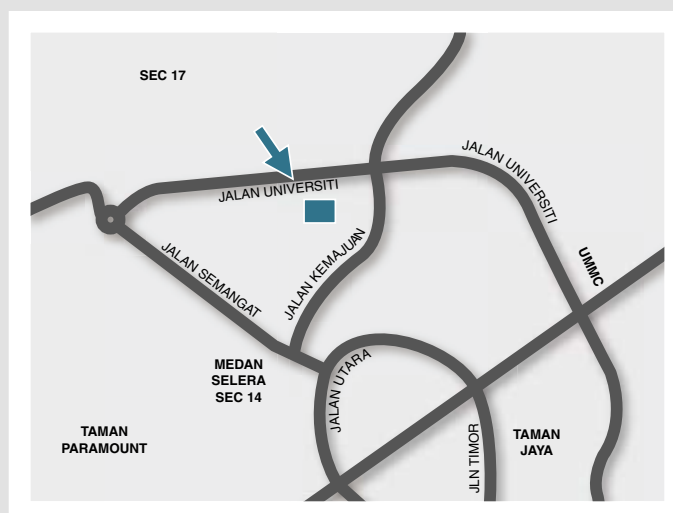 SEC 17
JALAN UNIVERSITI
JALAN UNIVERSITI
JALAN SEMANGAT
JALAN KEMAJUAN
UMMC
MEDAN
SELERA
SEC 14
JALAN UTARA
TAMAN
PARAMOUNT
JLN TIMOR
TAMAN
JAYA